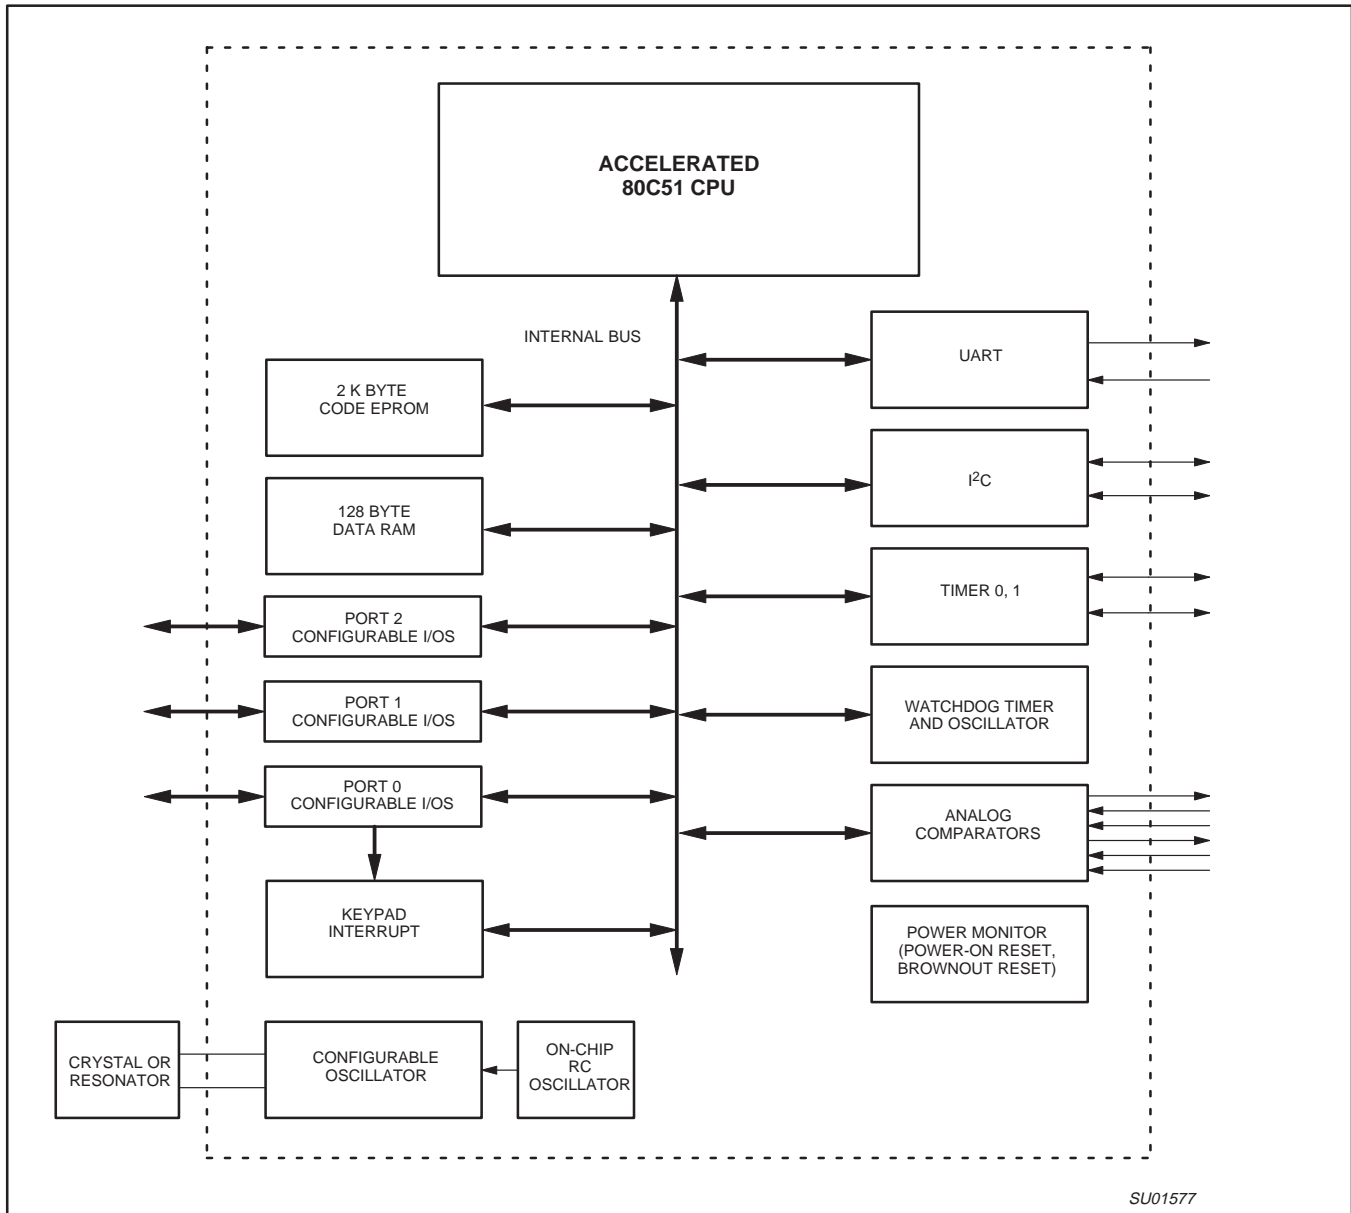 ACCELERATED
80C51 CPU
INTERNAL BUS
UART
2 K BYTE
CODE EPROM
I²C
128 BYTE
DATA RAM
TIMER 0, 1
PORT 2
CONFIGURABLE I/OS
PORT 1
CONFIGURABLE I/OS
WATCHDOG TIMER
AND OSCILLATOR
PORT 0
CONFIGURABLE I/OS
ANALOG
COMPARATORS
KEYPAD
INTERRUPT
POWER MONITOR
(POWER-ON RESET,
BROWNOUT RESET)
CRYSTAL OR
RESONATOR
CONFIGURABLE
OSCILLATOR
ON-CHIP
RC
OSCILLATOR
SU01577